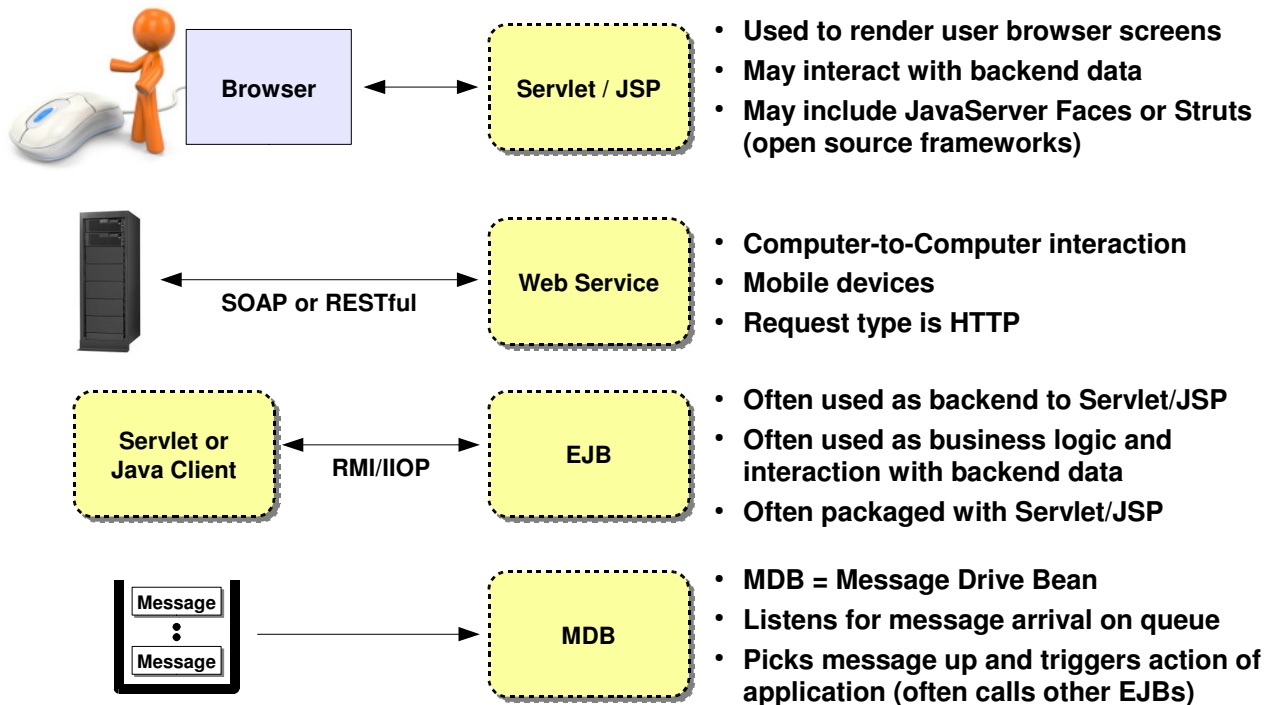 Browser
Servlet / JSP
• Used to render user browser screens
• May interact with backend data
• May include JavaServer Faces or Struts
(open source frameworks)
SOAP or RESTful
Web Service
• Computer-to-Computer interaction
• Mobile devices
• Request type is HTTP
Servlet or
Java Client
RMI/IIOP
EJB
• Often used as backend to Servlet/JSP
• Often used as business logic and
interaction with backend data
• Often packaged with Servlet/JSP
Message
Message
MDB
• MDB = Message Drive Bean
• Listens for message arrival on queue
• Picks message up and triggers action of
application (often calls other EJBs)